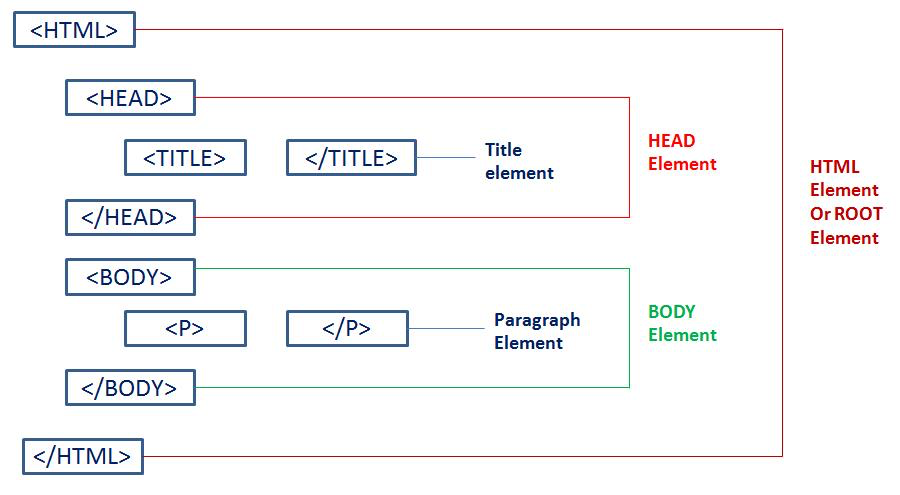 <HTML>
<HEAD>
<TITLE> </TITLE> Title
element
HEAD
Element
</HEAD>
<BODY>
<P> </P> Paragraph
Element
BODY
Element
</BODY>
</HTML>
HTML
Element
Or ROOT
Element